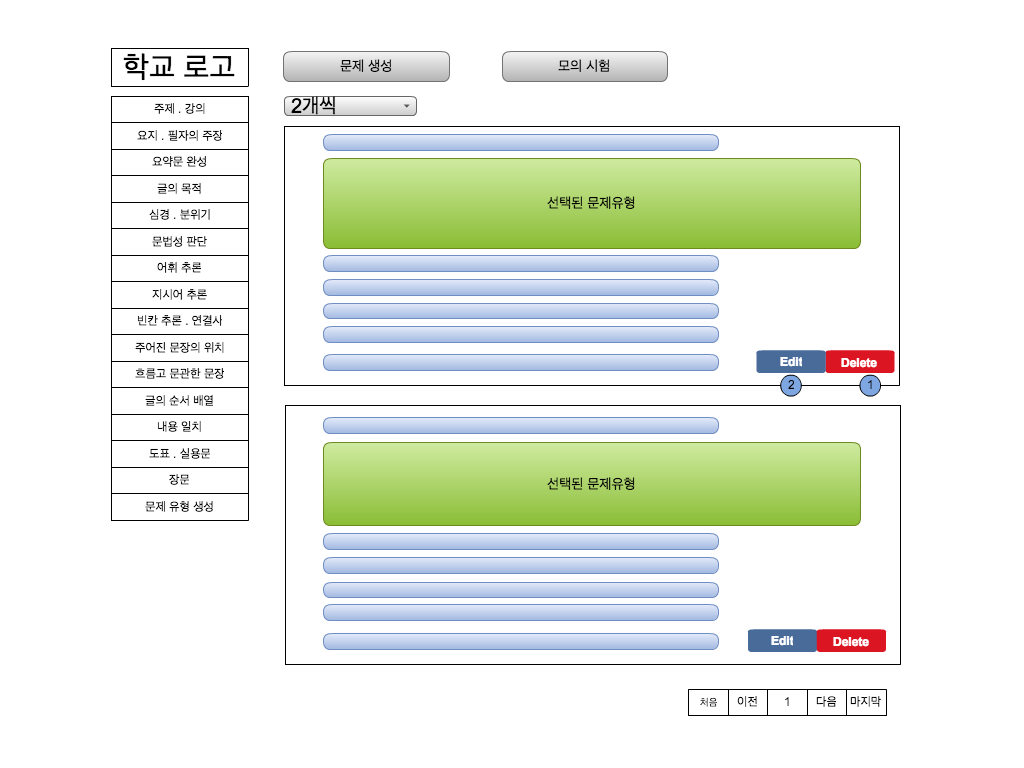 학교 로고
문제 생성
모의 시험
2개씩
주제 . 강의
요지 . 필자의 주장
요약문 완성
글의 목적
심경 . 분위기
문법성 판단
어휘 추론
지시어 추론
빈칸 추론 . 연결사
주어진 문장의 위치
흐름고 문관한 문장
글의 순서 배열
내용 일치
도표 . 실용문
장문
문제 유형 생성
선택된 문제유형
Edit
Delete
2
1
선택된 문제유형
Edit
Delete
처음 이전 1 다음 마지막